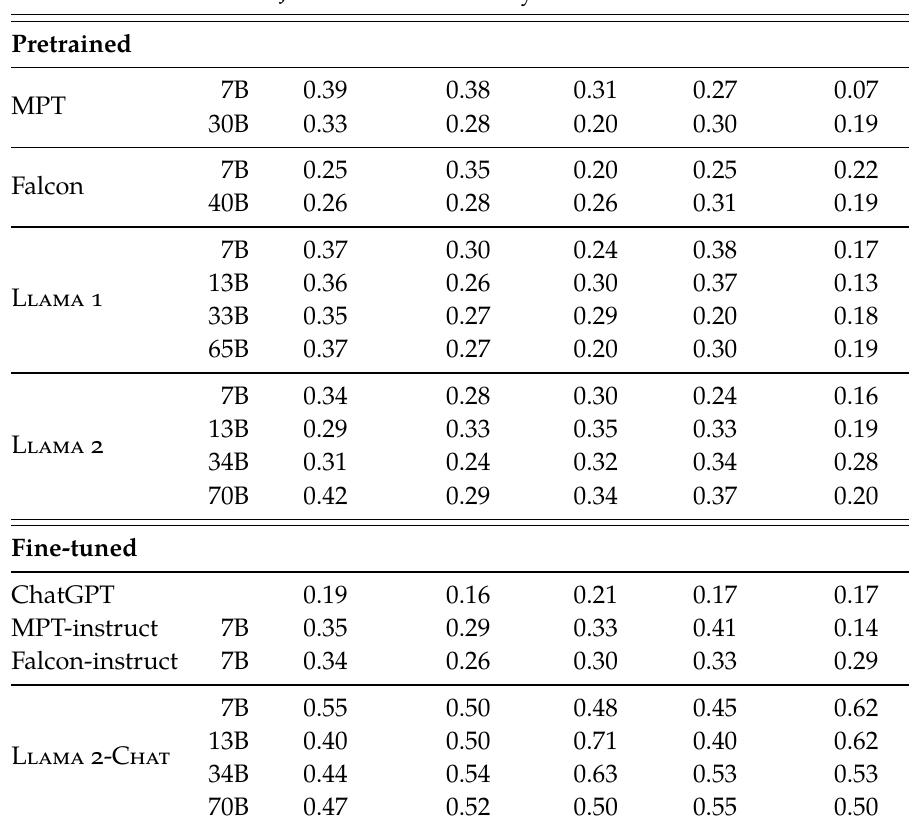 Pretrained
MPT 7B 0.39 0.38 0.31 0.27 0.07
30B 0.33 0.28 0.20 0.30 0.19
Falcon 7B 0.25 0.35 0.20 0.25 0.22
40B 0.26 0.28 0.26 0.31 0.19
Llama 1 7B 0.37 0.30 0.24 0.38 0.17
13B 0.36 0.26 0.30 0.37 0.13
33B 0.35 0.27 0.29 0.20 0.18
65B 0.37 0.27 0.20 0.30 0.19
Llama 2 7B 0.34 0.28 0.30 0.24 0.16
13B 0.29 0.33 0.35 0.33 0.19
34B 0.31 0.24 0.32 0.34 0.28
70B 0.42 0.29 0.34 0.37 0.20
Fine-tuned
ChatGPT 0.19 0.16 0.21 0.17 0.17
MPT-instruct 7B 0.35 0.29 0.33 0.41 0.14
Falcon-instruct 7B 0.34 0.26 0.30 0.33 0.29
Llama 2-Chat 7B 0.55 0.50 0.48 0.45 0.62
13B 0.40 0.50 0.71 0.40 0.62
34B 0.44 0.54 0.63 0.53 0.53
70B 0.47 0.52 0.50 0.55 0.50